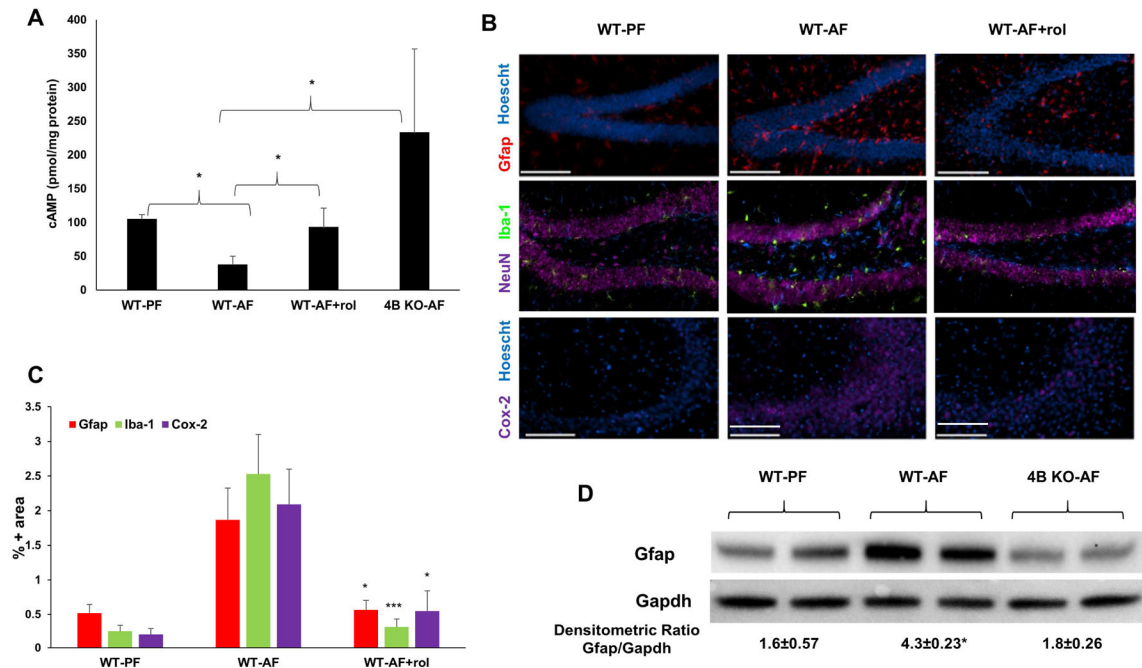 A
cAMP (pmol/mg protein)
400
350
300
250
200
150
100
50
0
*
*
*
WT-PF
WT-AF
WT-AF+rol
4B KO-AF
B
WT-PF
WT-AF
WT-AF+rol
Gfap Hoescht
NeuN Iba-1
Cox-2 Hoescht
C
% + area
3.5
3
2.5
2
1.5
1
0.5
0
Gfap
Iba-1
Cox-2
*
***
*
WT-PF
WT-AF
WT-AF+rol
D
WT-PF
WT-AF
4B KO-AF
Gfap
Gapdh
Densitometric Ratio
Gfap/Gapdh
1.6±0.57
4.3±0.23*
1.8±0.26